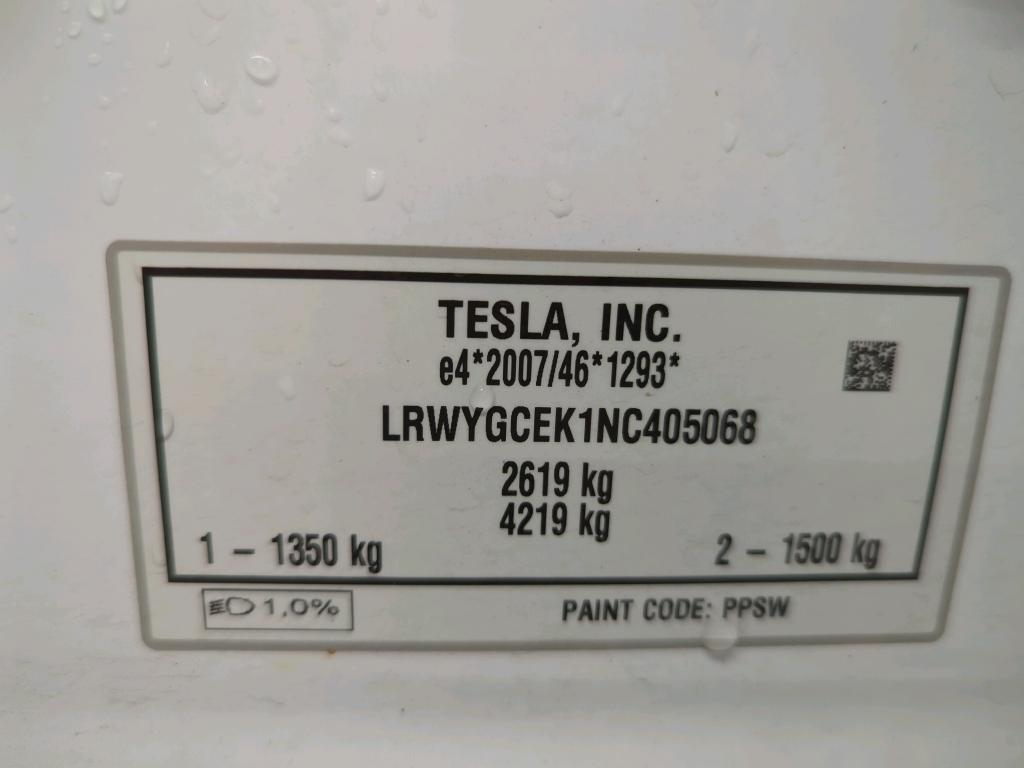 TESLA, INC.
e4*2007/46*1293*
LRWYGCEK1NC405068
2619 kg
4219 kg
1 – 1350 kg
2 – 1500 kg
1,0%
PAINT CODE: PPSW